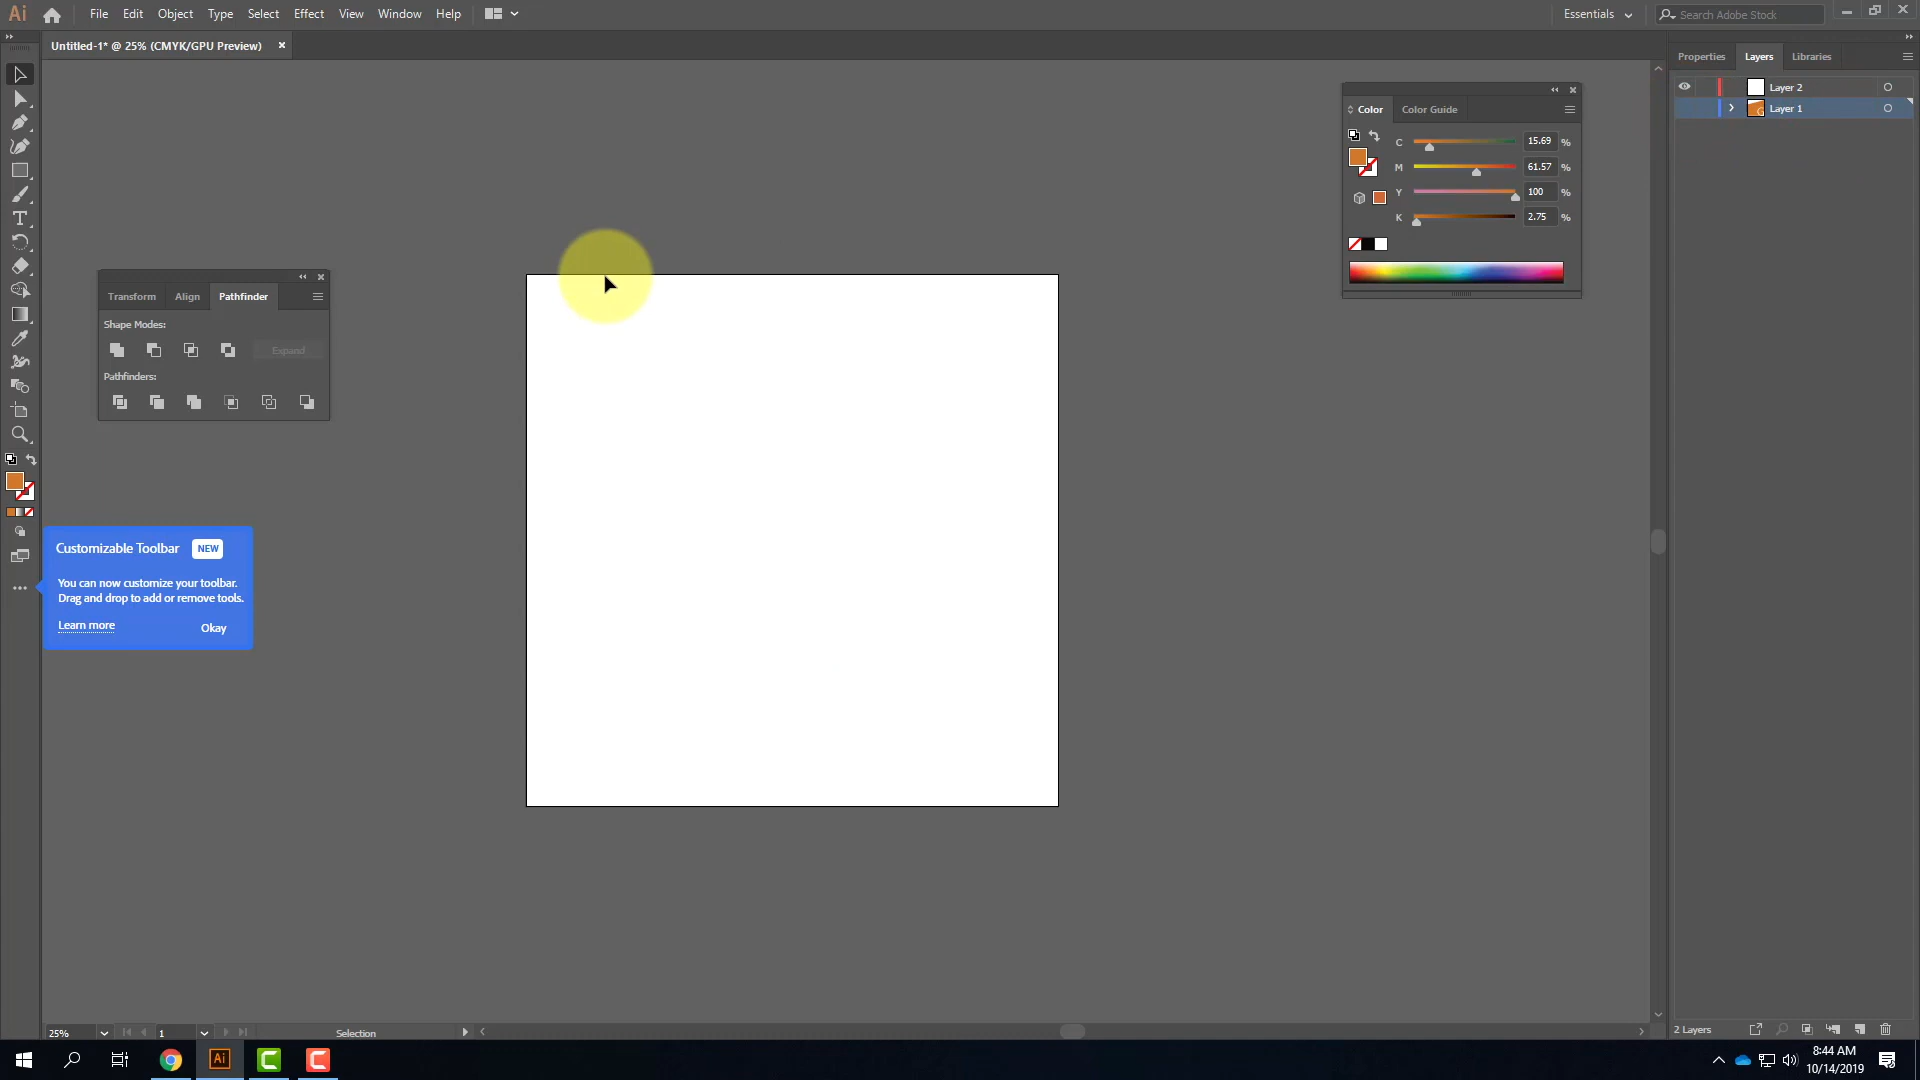 Ai File Edit Object Type Select Effect View Window Help Essentials Search Adobe Stock
Untitled-1* @ 25% (CMYK/GPU Preview)
Properties Layers Libraries
Layer 2
Layer 1
Color Color Guide
C 15.69 %
M 61.57 %
Y 100 %
K 2.75 %
Transform Align Pathfinder
Shape Modes:
Expand
Pathfinders:
Customizable Toolbar NEW
You can now customize your toolbar.
Drag and drop to add or remove tools.
Learn more Okay
25% 1 Selection 2 Layers
Ai 8:44 AM
10/14/2019